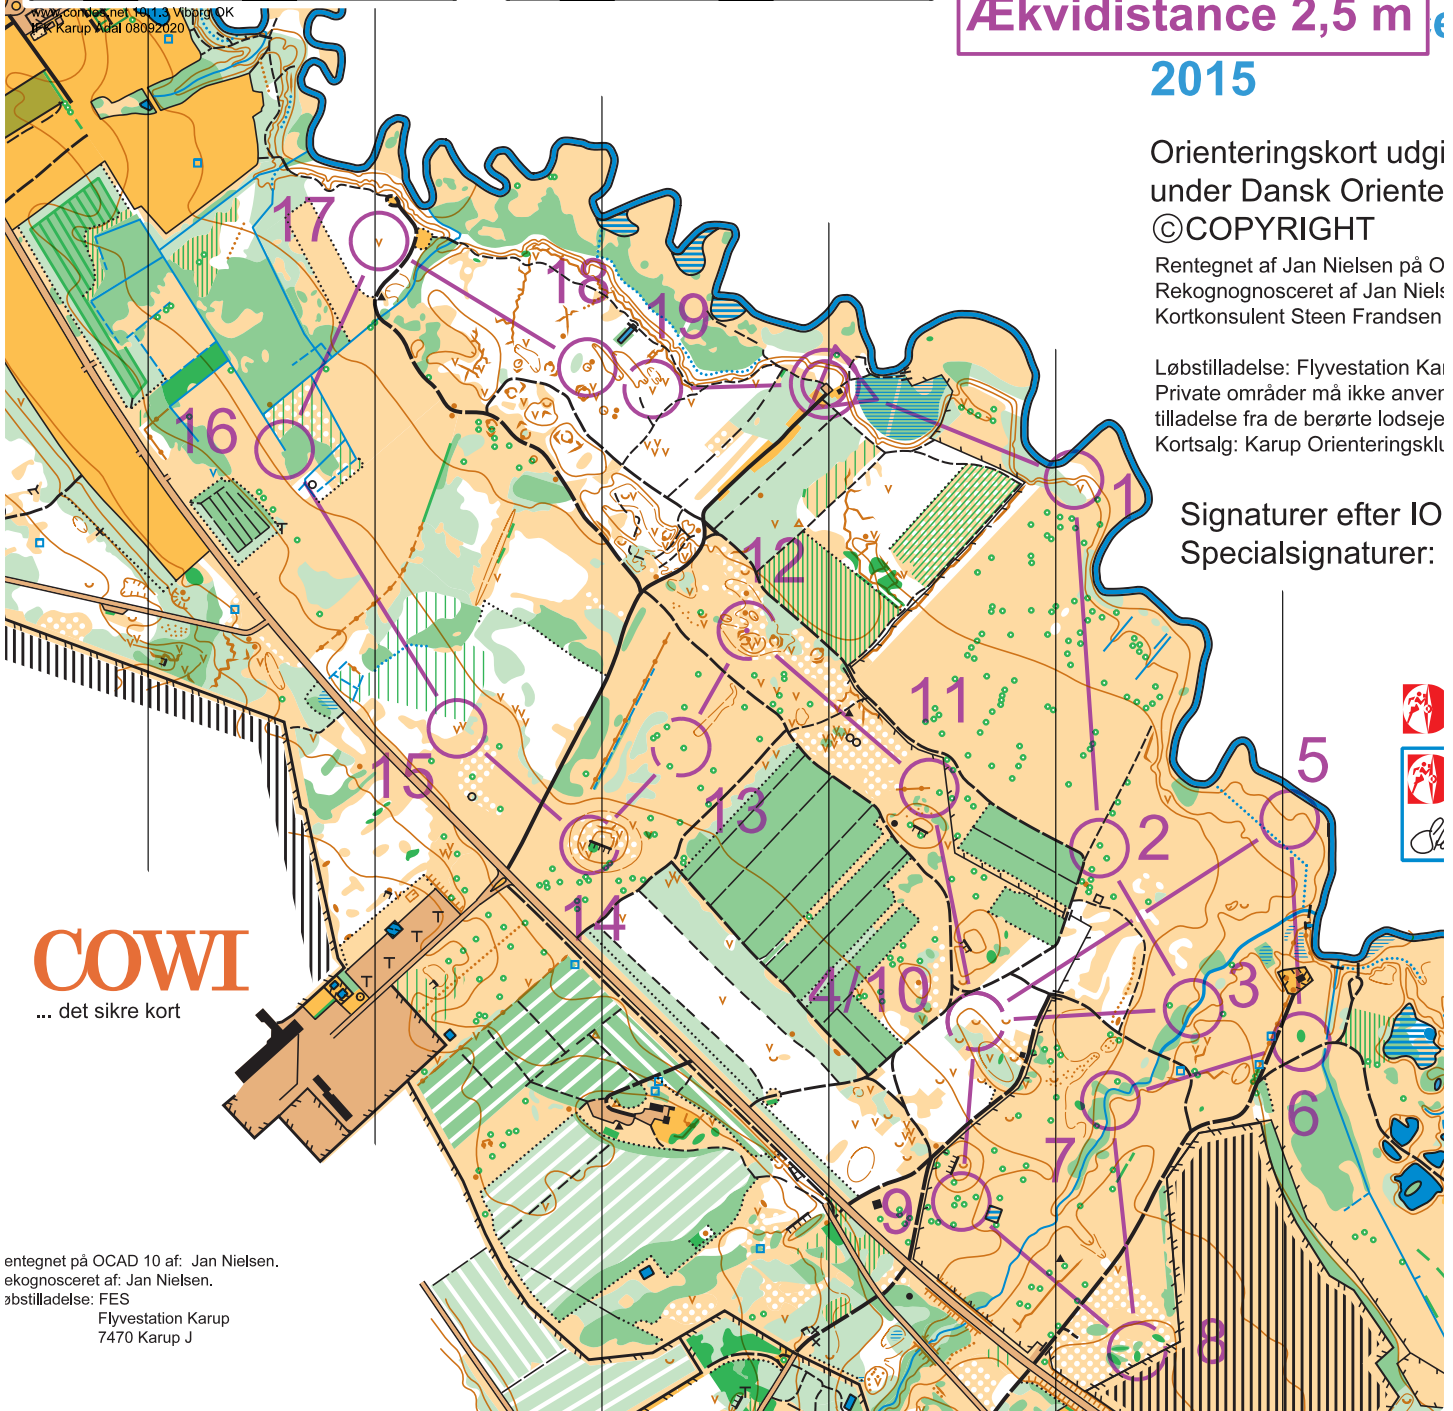 www.condes.net 10.1.3 Viborg OK
Karup Ådal 08092020
Ækvidistance 2,5 m
2015
Orienteringskort udgi
under Dansk Oriente
©COPYRIGHT
Rentegnet af Jan Nielsen på O
Rekognognosceret af Jan Niels
Kortkonsulent Steen Frandsen
Løbstilladelse: Flyvestation Kar
Private områder må ikke anver
tilladelse fra de berørte lodseje
Kortsalg: Karup Orienteringsklu
Signaturer efter IO
Specialsignaturer:
17
18
19
16
1
12
11
5
15
13
2
14
4/10
3
6
7
9
8
COWI
... det sikre kort
entegnet på OCAD 10 af: Jan Nielsen.
ekognosceret af: Jan Nielsen.
øbstilladelse: FES
Flyvestation Karup
7470 Karup J